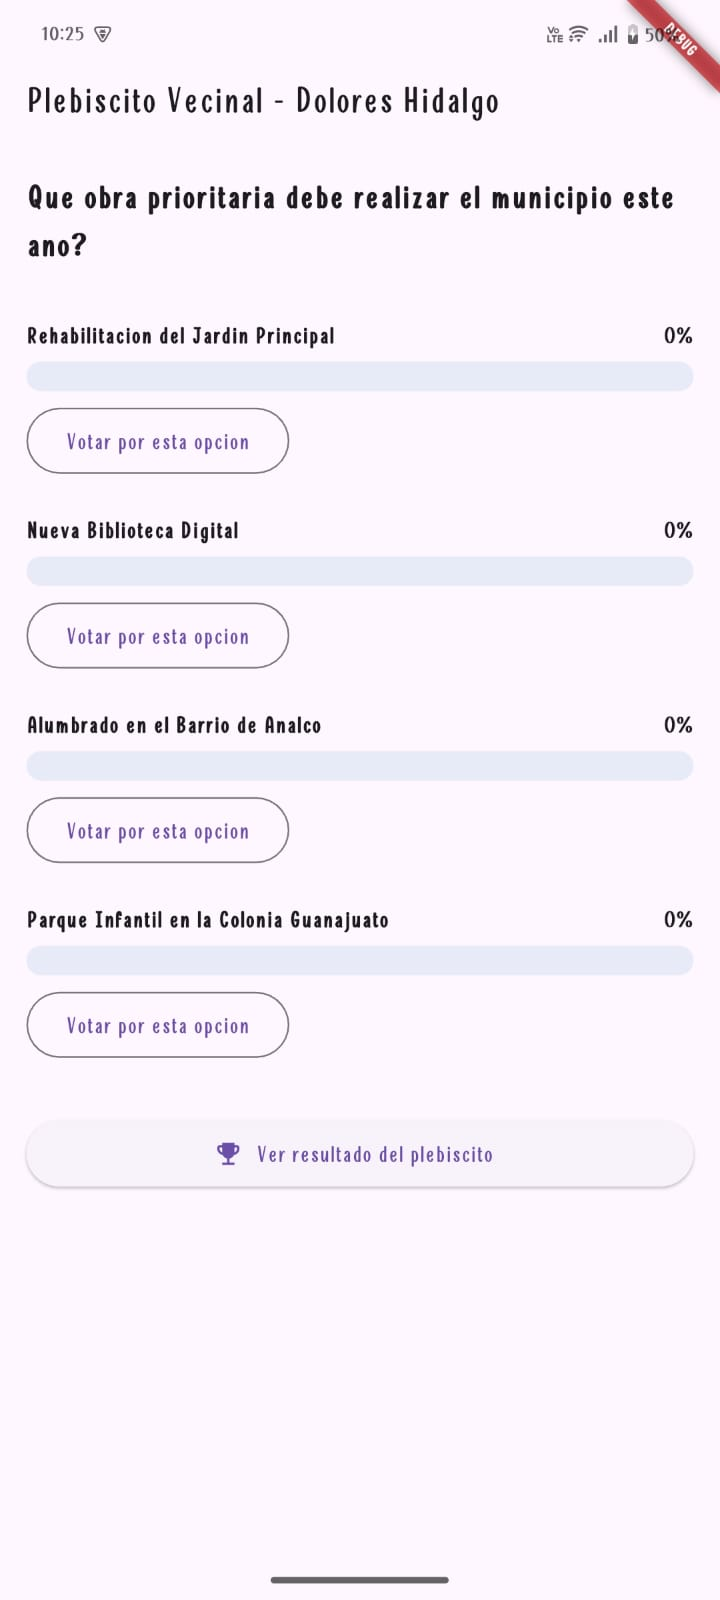 10:25
Vo
LTE
50%
DEBUG
Plebiscito Vecinal - Dolores Hidalgo
Que obra prioritaria debe realizar el municipio este
ano?
Rehabilitacion del Jardin Principal 0%
Votar por esta opcion
Nueva Biblioteca Digital 0%
Votar por esta opcion
Alumbrado en el Barrio de Analco 0%
Votar por esta opcion
Parque Infantil en la Colonia Guanajuato 0%
Votar por esta opcion
Ver resultado del plebiscito